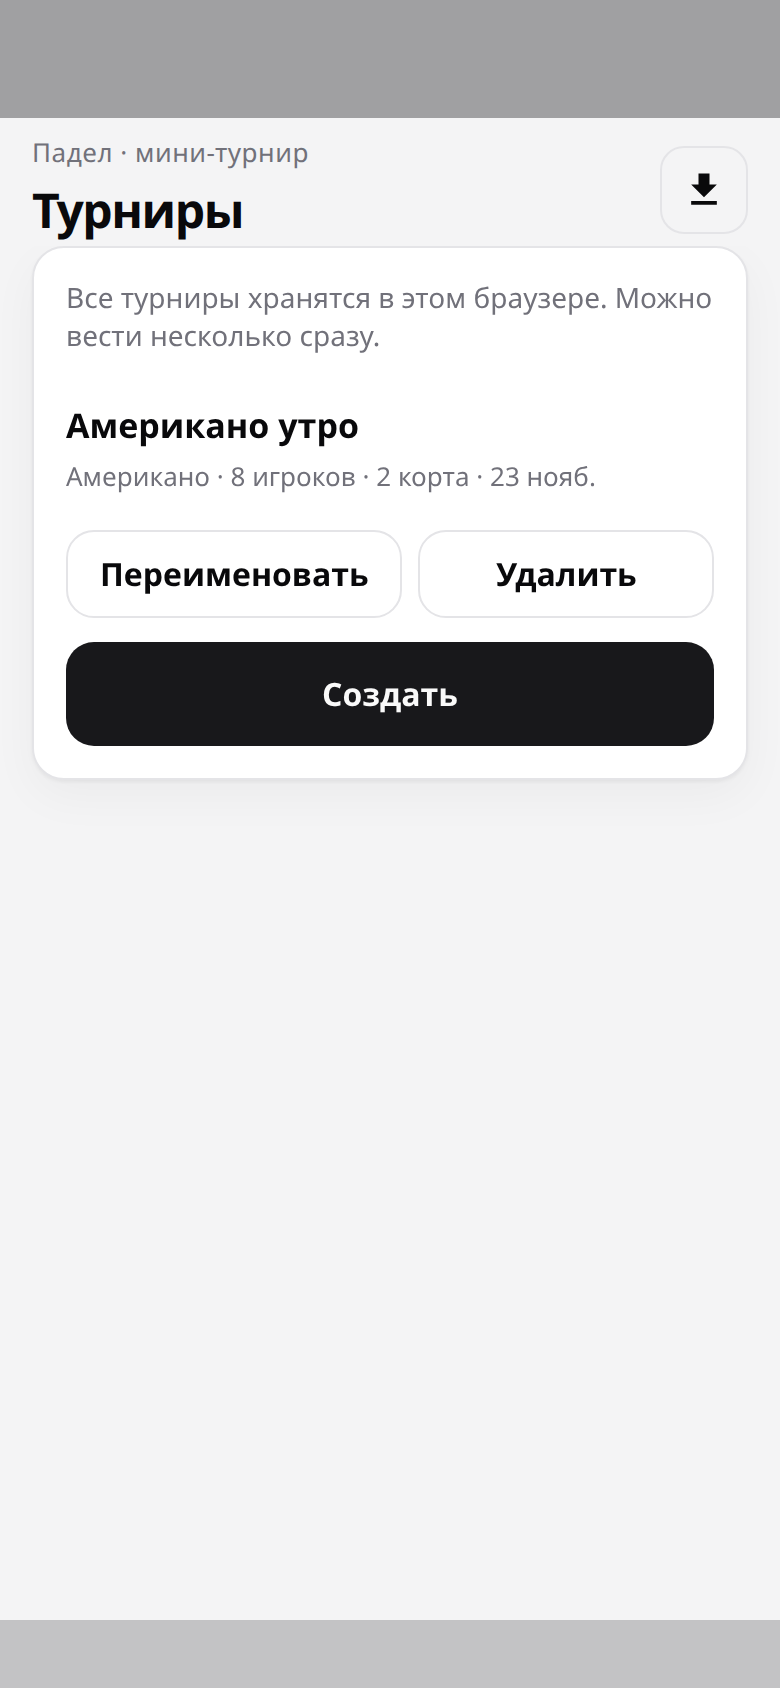 Падел · мини-турнир
Турниры
Все турниры хранятся в этом браузере. Можно
вести несколько сразу.
Американо утро
Американо · 8 игроков · 2 корта · 23 нояб.
Переименовать
Удалить
Создать